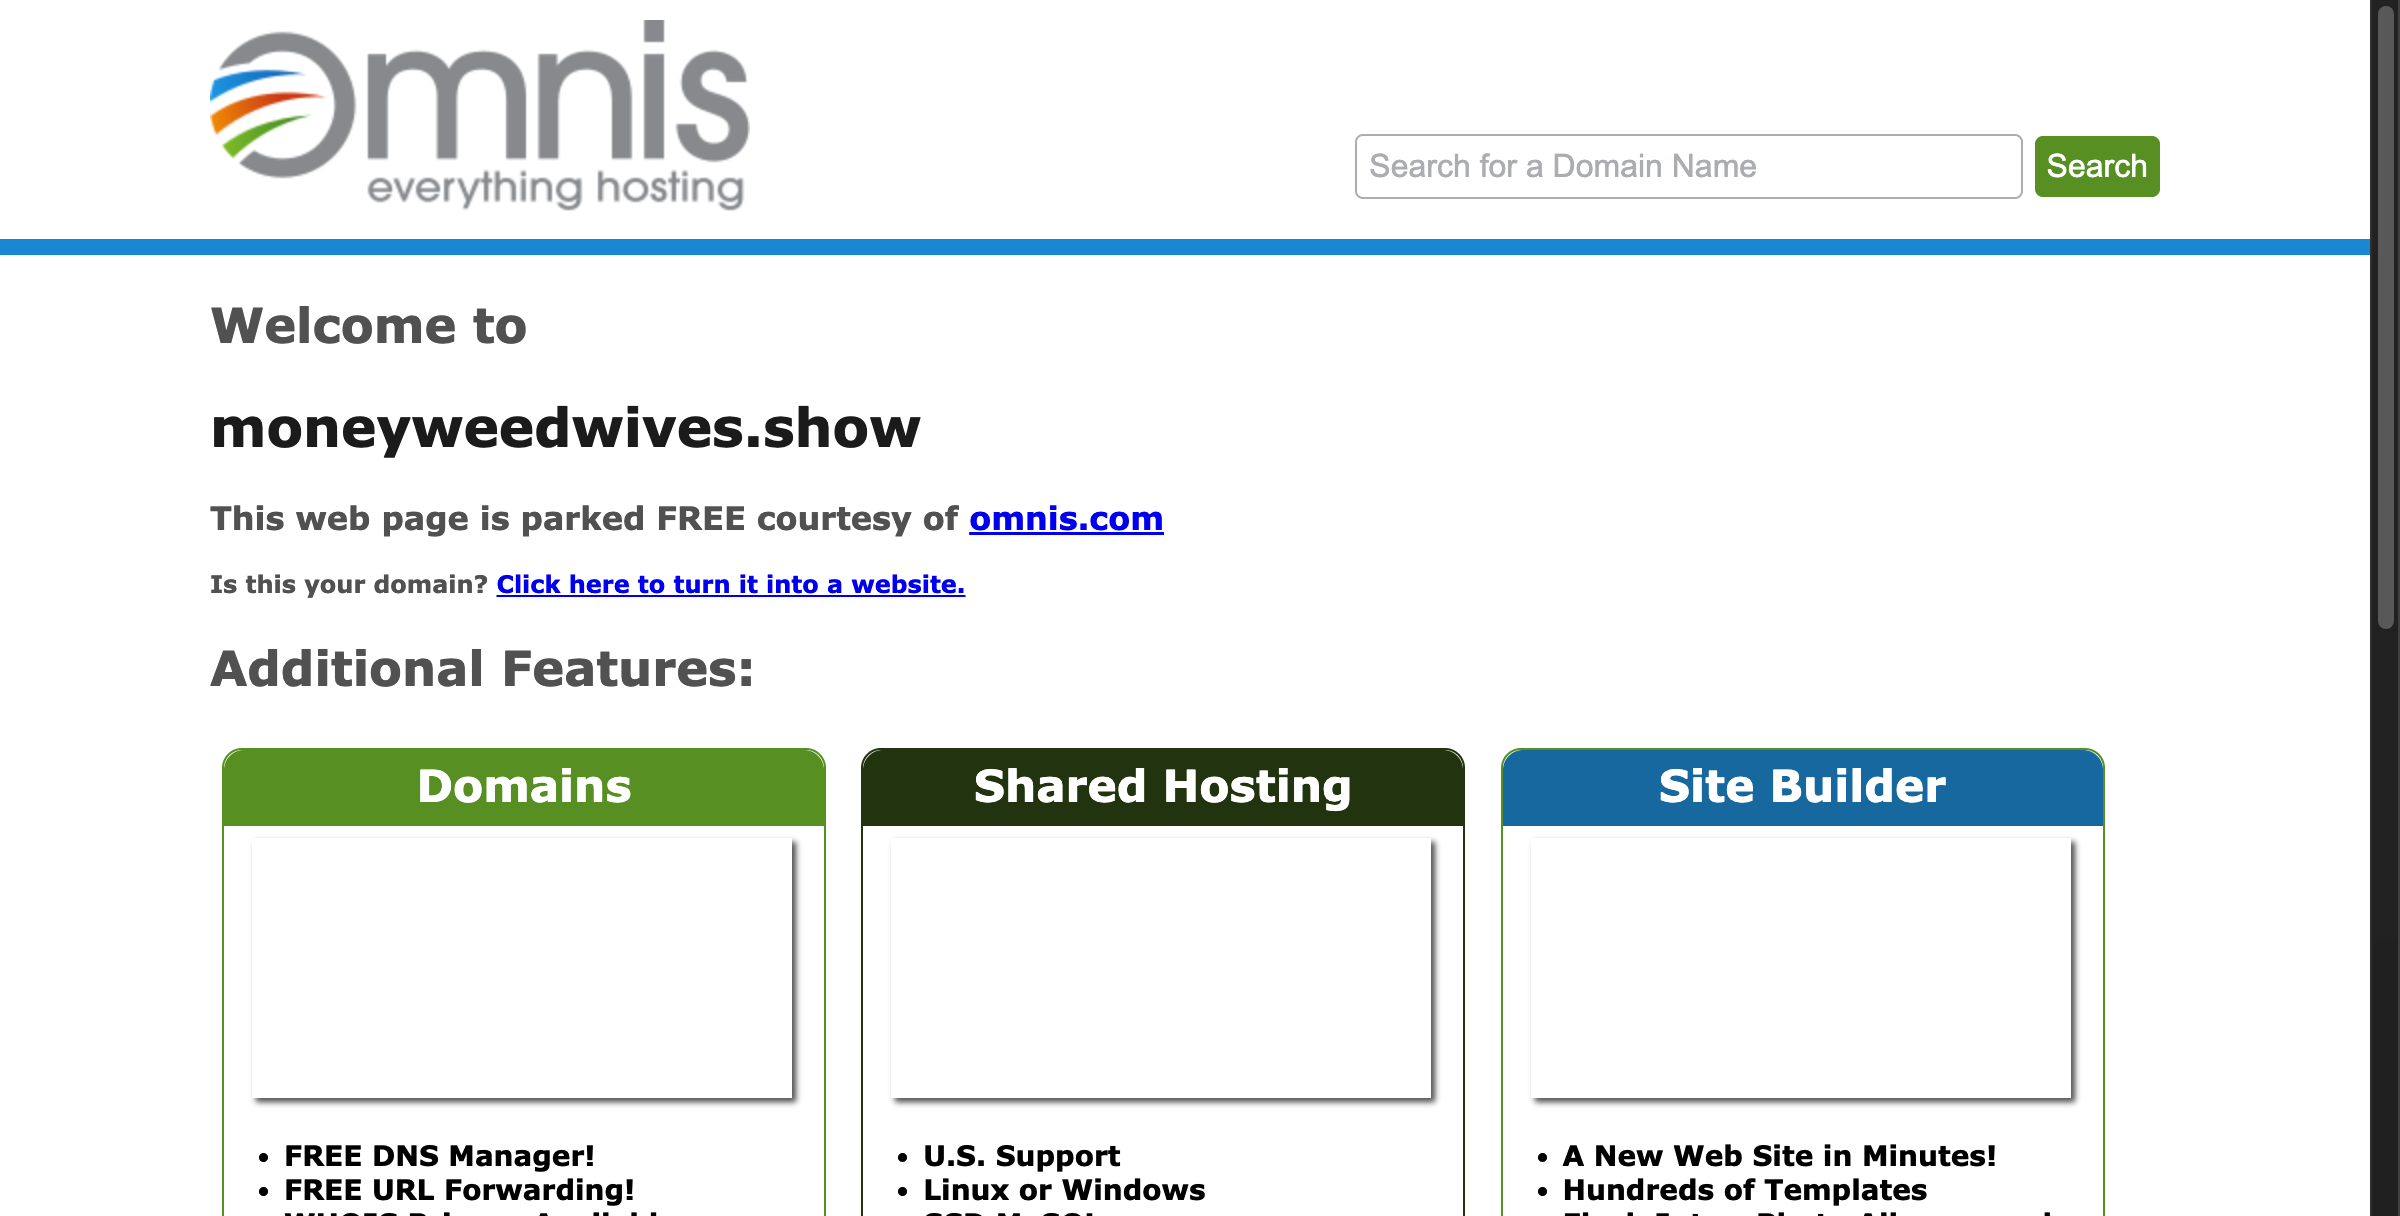 Omnis
everything hosting
Search for a Domain Name
Search
Welcome to
moneyweedwives.show
This web page is parked FREE courtesy of omnis.com
Is this your domain? Click here to turn it into a website.
Additional Features:
Domains
FREE DNS Manager!
FREE URL Forwarding!
Shared Hosting
U.S. Support
Linux or Windows
Site Builder
A New Web Site in Minutes!
Hundreds of Templates